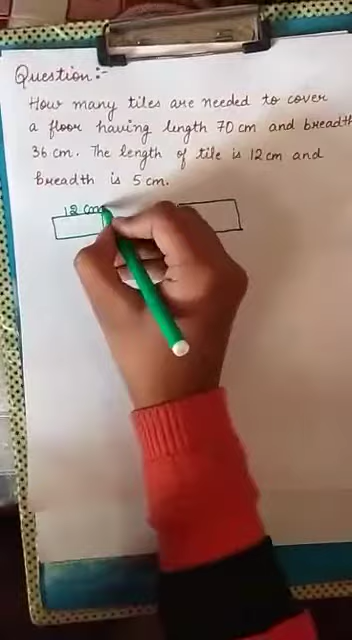 Question:-
How many tiles are needed to cover
a floor having length 70 cm and breadth
36 cm. The length of tile is 12 cm and
breadth is 5 cm.
12 cm